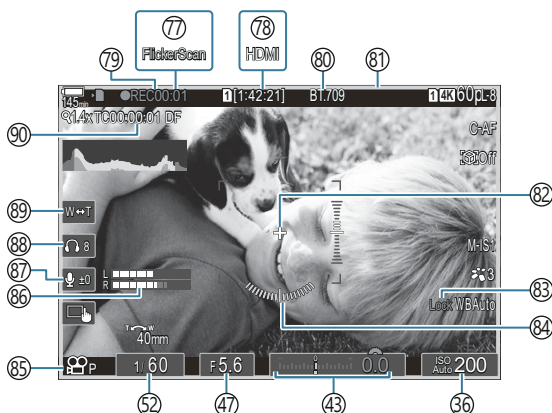 77 78
79 FlickerScan HDMI 80 81
145min ●REC00:01 1[1:42:21] BT.709 1 4K 60p L-8
90 1.4x TC00:00:01 DF
C-AF
Off
82
89 W↔T
88 8 M-IS1
87 ±0 L 3
86 R 83
Lock WB Auto
84
T W
40mm
85 P 1/60 F5.6 0 0.0 ISO Auto 200
52 47 43 36